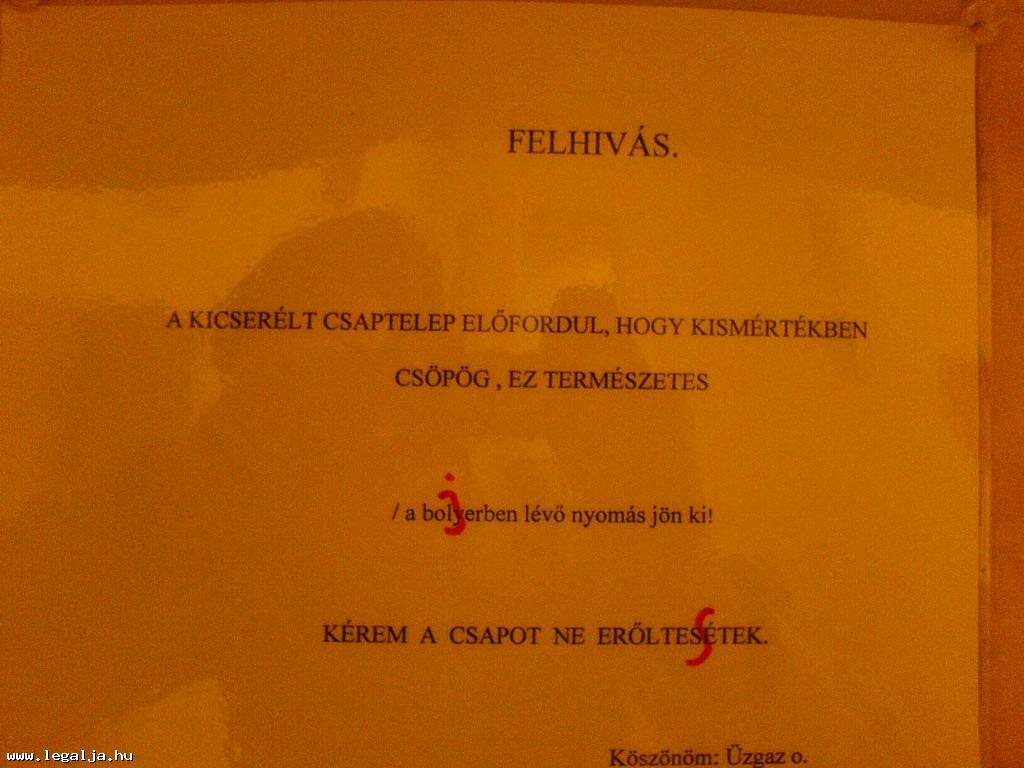 FELHIVÁS.
A KICSERÉLT CSAPTELEP ELŐFORDUL, HOGY KISMÉRTÉKBEN
CSÖPÖG , EZ TERMÉSZETES
j
/ a bolyerben lévő nyomás jön ki!
KÉREM A CSAPOT NE ERŐLTESÉTEK.
S
Köszönöm: Üzgaz o.
www.legalja.hu